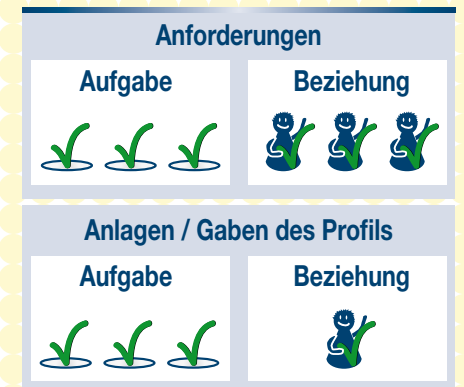 Anforderungen
Aufgabe Beziehung
Anlagen / Gaben des Profils
Aufgabe Beziehung